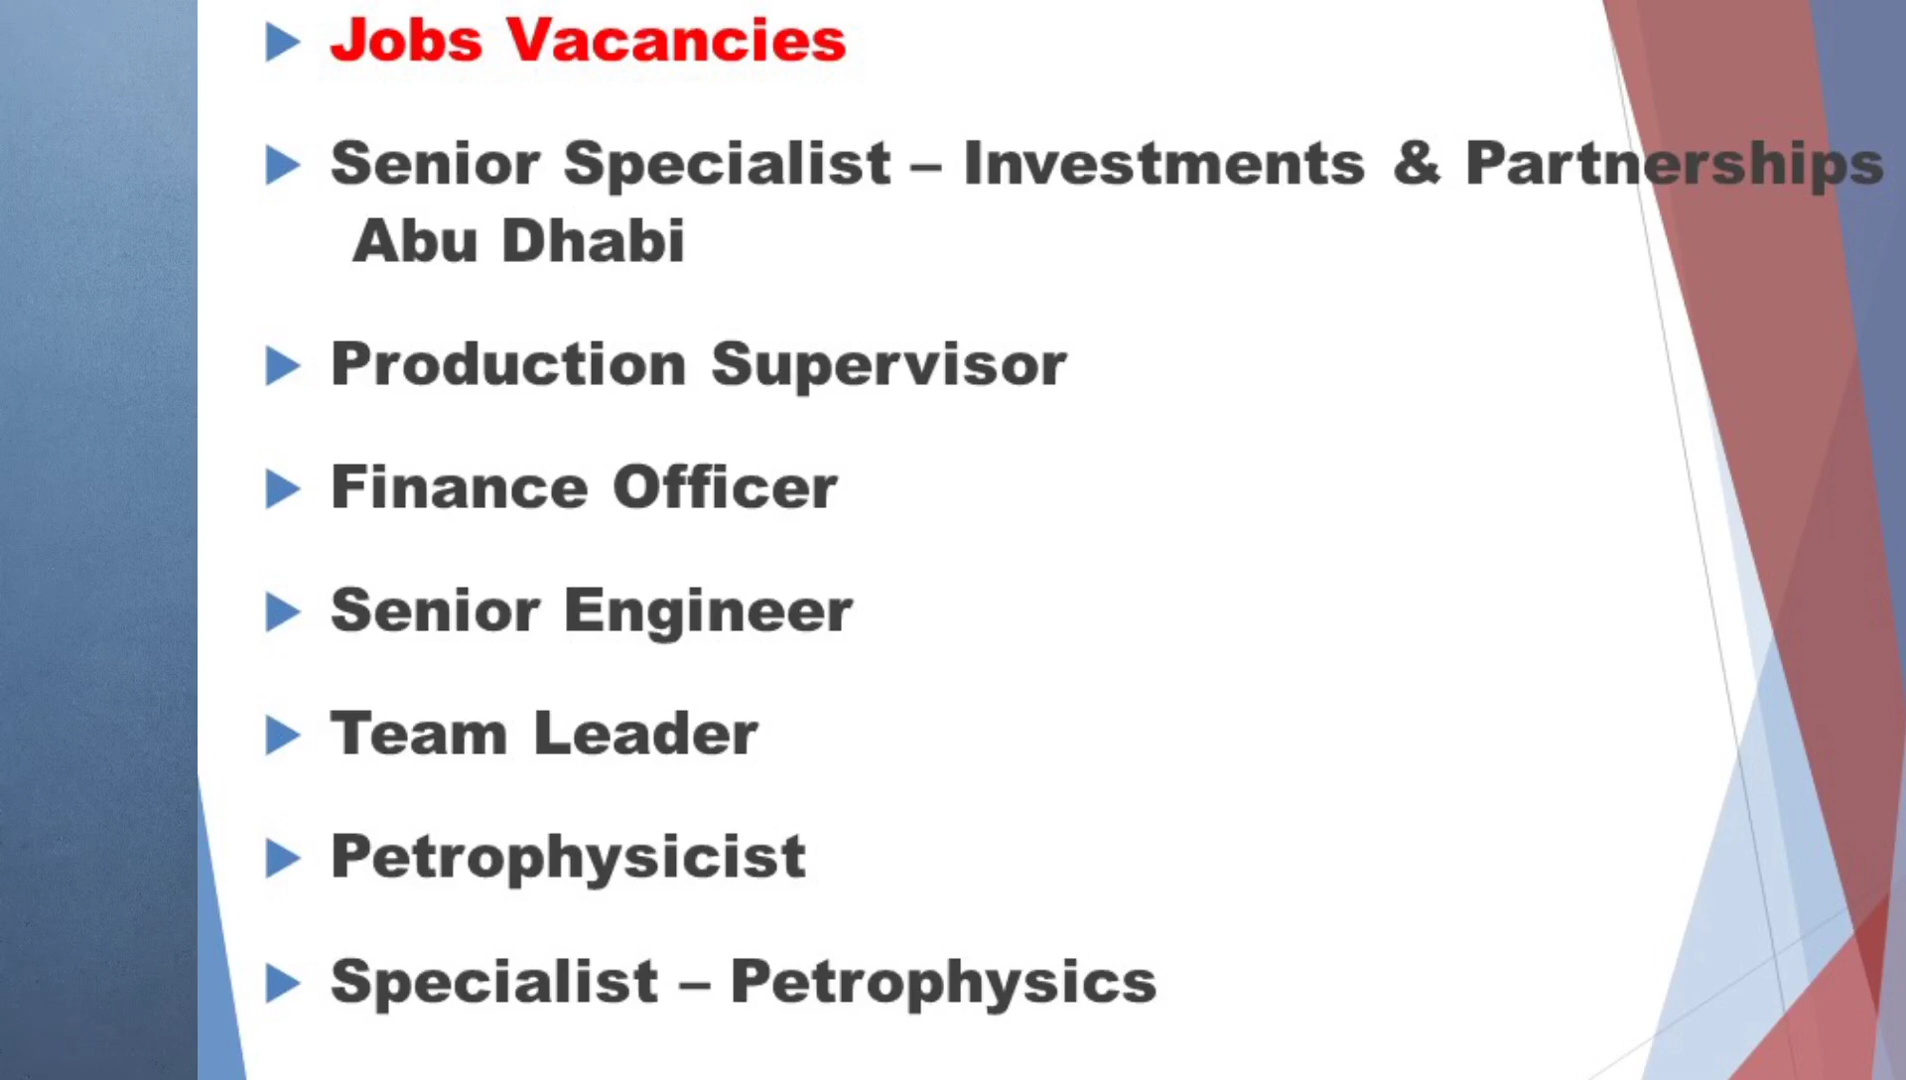 Jobs Vacancies
Senior Specialist – Investments & Partnerships
Abu Dhabi
Production Supervisor
Finance Officer
Senior Engineer
Team Leader
Petrophysicist
Specialist – Petrophysics